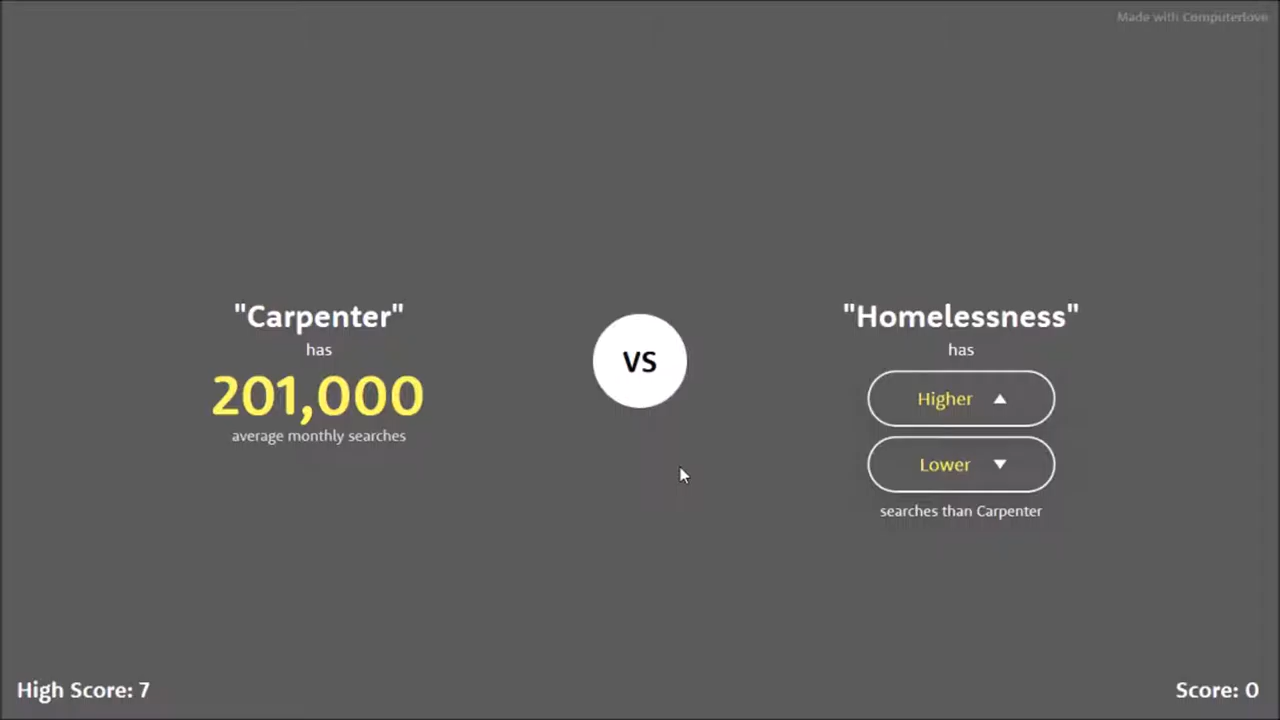 Made with Computerlove
"Carpenter"
has
201,000
average monthly searches
VS
"Homelessness"
has
Higher ▲
Lower ▼
searches than Carpenter
High Score: 7
Score: 0